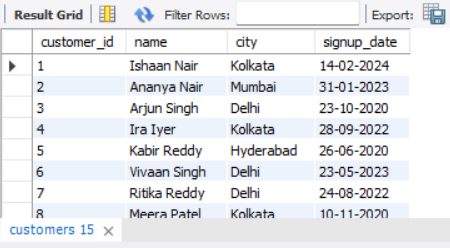 Result Grid Filter Rows: Export:
customer_id name city signup_date
1 Ishaan Nair Kolkata 14-02-2024
2 Ananya Nair Mumbai 31-01-2023
3 Arjun Singh Delhi 23-10-2020
4 Ira Iyer Kolkata 28-09-2022
5 Kabir Reddy Hyderabad 26-06-2020
6 Vivaan Singh Delhi 23-05-2023
7 Ritika Reddy Delhi 24-08-2022
8 Meera Patel Kolkata 10-11-2020
customers 15